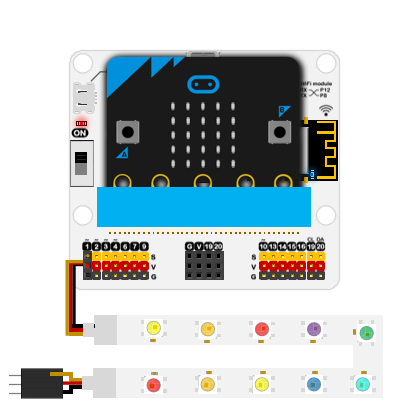 WiFi module
RX P12
TX P8
ON
B
A
1 2 3 4 6 7 8 9
G V 19 20
CL DA
10 13 14 15 16 19 20
S S
V V
G G